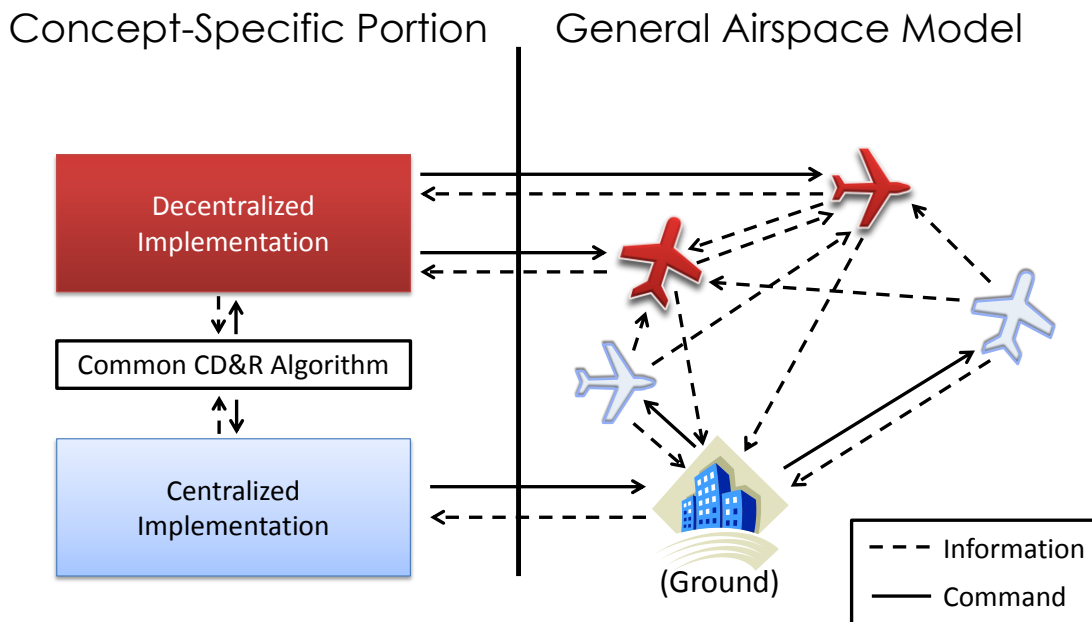 Concept-Specific Portion
General Airspace Model
Decentralized
Implementation
Common CD&R Algorithm
Centralized
Implementation
(Ground)
Information
Command